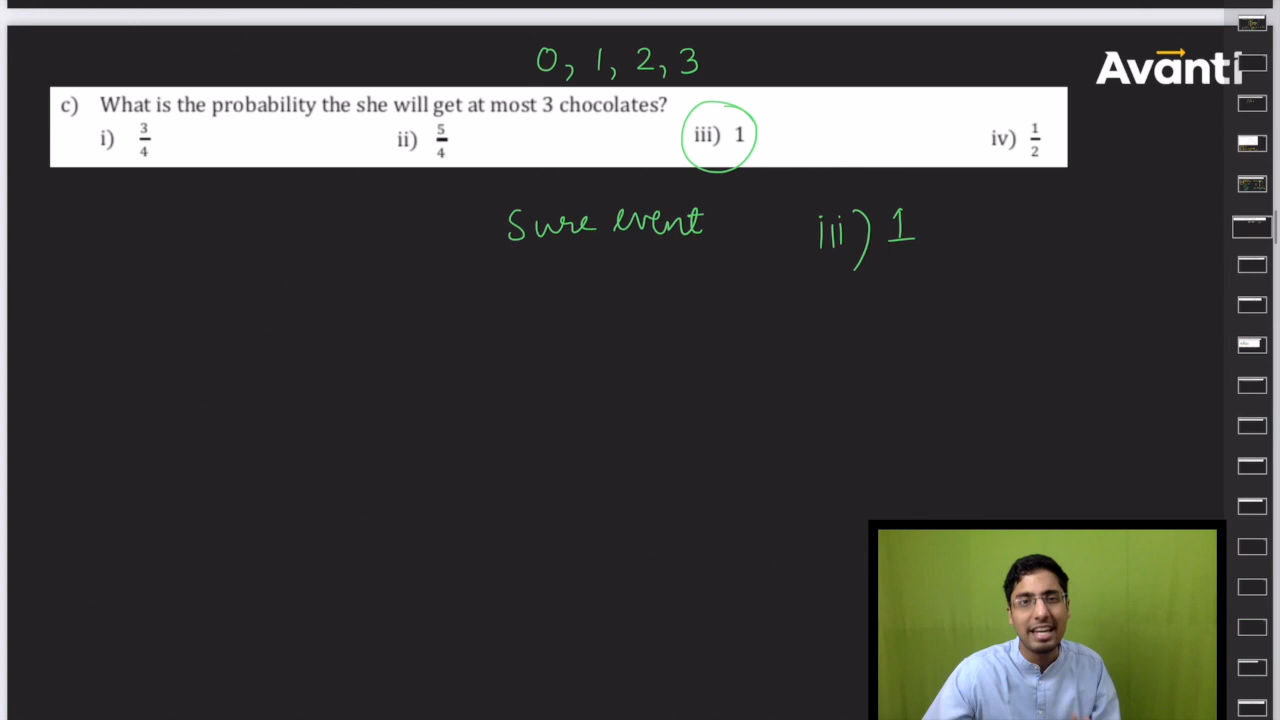 0, 1, 2, 3
Avanti
c) What is the probability the she will get at most 3 chocolates?
i) 3/4 ii) 5/4 iii) 1 iv) 1/2
Sure event iii) 1